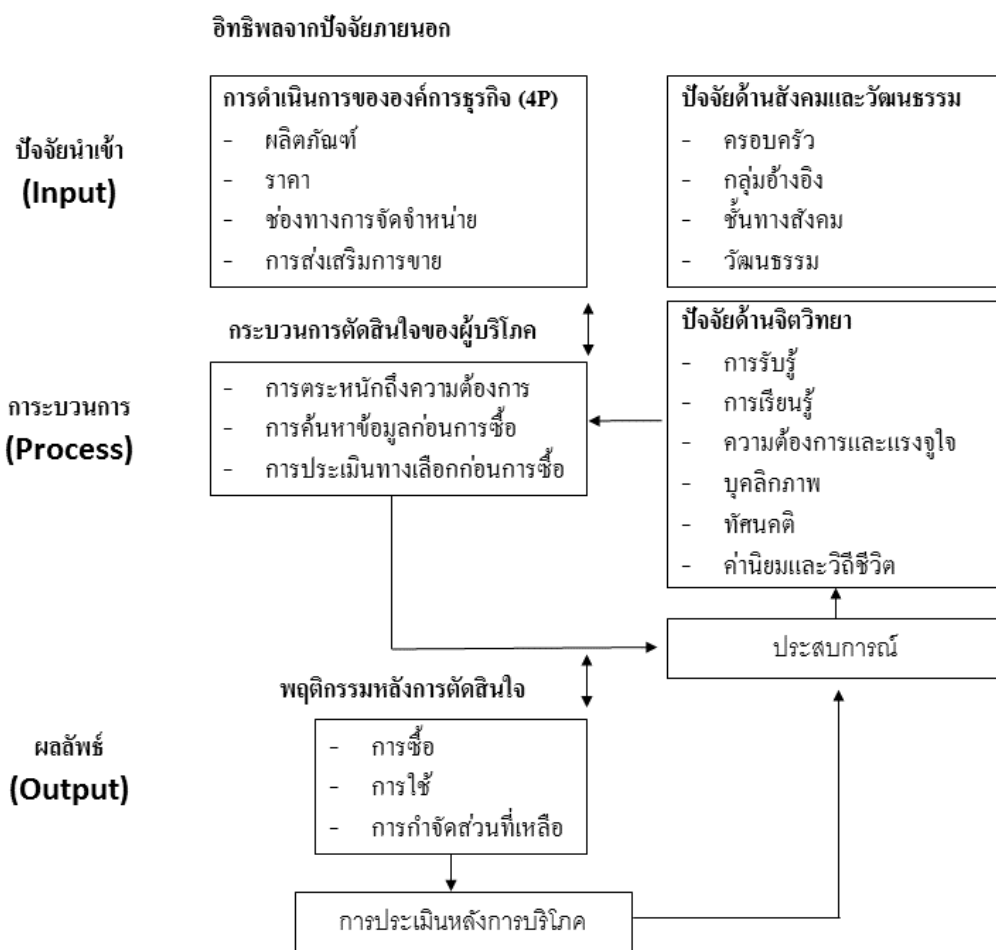 อิทธิพลจากปัจจัยภายนอก
ปัจจัยนำเข้า
(Input)
การดำเนินการขององค์การธุรกิจ (4P)
- ผลิตภัณฑ์
- ราคา
- ช่องทางการจัดจำหน่าย
- การส่งเสริมการขาย
ปัจจัยด้านสังคมและวัฒนธรรม
- ครอบครัว
- กลุ่มอ้างอิง
- ชั้นทางสังคม
- วัฒนธรรม
กระบวนการตัดสินใจของผู้บริโภค
การะบวนการ
(Process)
- การตระหนักถึงความต้องการ
- การค้นหาข้อมูลก่อนการซื้อ
- การประเมินทางเลือกก่อนการซื้อ
ปัจจัยด้านจิตวิทยา
- การรับรู้
- การเรียนรู้
- ความต้องการและแรงจูใจ
- บุคลิกภาพ
- ทัศนคติ
- ค่านิยมและวิถีชีวิต
ประสบการณ์
พฤติกรรมหลังการตัดสินใจ
ผลลัพธ์
(Output)
- การซื้อ
- การใช้
- การกำจัดส่วนที่เหลือ
การประเมินหลังการบริโภค